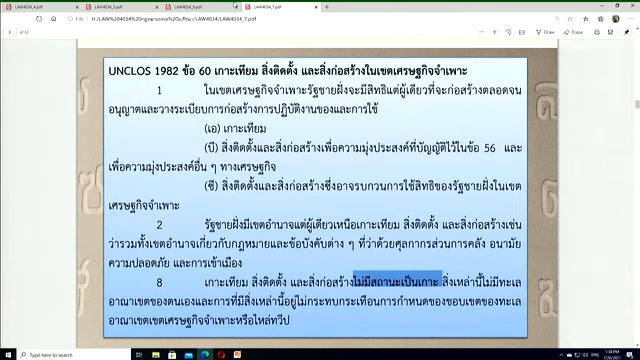 LAW4034_4.pdf
LAW4034_5.pdf
LAW4034_6.pdf
LAW4034_7.pdf
UNCLOS 1982 ข้อ 60 เกาะเทียม สิ่งติดตั้ง และสิ่งก่อสร้างในเขตเศรษฐกิจจำเพาะ
1 ในเขตเศรษฐกิจจำเพาะรัฐชายฝั่งจะมีสิทธิแต่ผู้เดียวที่จะก่อสร้างตลอดจน
อนุญาตและวางระเบียบการก่อสร้างการปฏิบัติงานของและการใช้
(เอ) เกาะเทียม
(บี) สิ่งติดตั้งและสิ่งก่อสร้างเพื่อความมุ่งประสงค์ที่บัญญัติไว้ในข้อ 56 และ
เพื่อความมุ่งประสงค์อื่น ๆ ทางเศรษฐกิจ
(ซี) สิ่งติดตั้งและสิ่งก่อสร้างซึ่งอาจรบกวนการใช้สิทธิของรัฐชายฝั่งในเขต
เศรษฐกิจจำเพาะ
2 รัฐชายฝั่งมีเขตอำนาจแต่ผู้เดียวเหนือเกาะเทียม สิ่งติดตั้ง และสิ่งก่อสร้างเช่น
ว่ารวมทั้งเขตอำนาจเกี่ยวกับกฎหมายและข้อบังคับต่าง ๆ ที่ว่าด้วยศุลกากรส่วนการคลัง อนามัย
ความปลอดภัย และการเข้าเมือง
8 เกาะเทียม สิ่งติดตั้ง และสิ่งก่อสร้างไม่มีสถานะเป็นเกาะ สิ่งเหล่านี้ไม่มีทะเล
อาณาเขตของตนเองและการที่มีสิ่งเหล่านี้อยู่ไม่กระทบกระเทือนการกำหนดของขอบเขตของทะเล
อาณาเขตเขตเศรษฐกิจจำเพาะหรือไหล่ทวีป
Type here to search
1:34 PM
1/26/2021